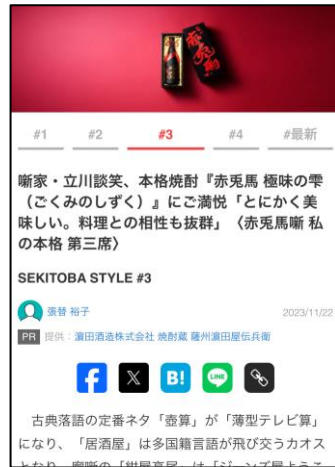 赤兎馬
#1 #2 #3 #4 #最新
噺家・立川談笑、本格焼酎『赤兎馬 極味の雫
（ごくみのしずく）』にご満悦「とにかく美
味しい。料理との相性も抜群」〈赤兎馬噺 私
の本格 第三席〉
SEKITOBA STYLE #3
張替 裕子 2023/11/22
PR 提供：濵田酒造株式会社 焼酎蔵 薩州濵田屋伝兵衛
B!
LINE
古典落語の定番ネタ「壺算」が「薄型テレビ算」
になり、「居酒屋」は多国籍言語が飛び交うカオス